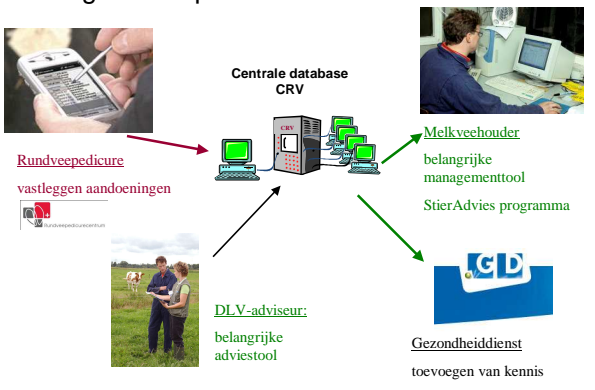 Centrale database
CRV
CRV
Rundveepedicure
vastleggen aandoeningen
Rundveepedicurecentrum
Melkveehouder
belangrijke
managementtool
StierAdvies programma
DLV-adviseur:
belangrijke
adviestool
GD
Gezondheiddienst
toevoegen van kennis